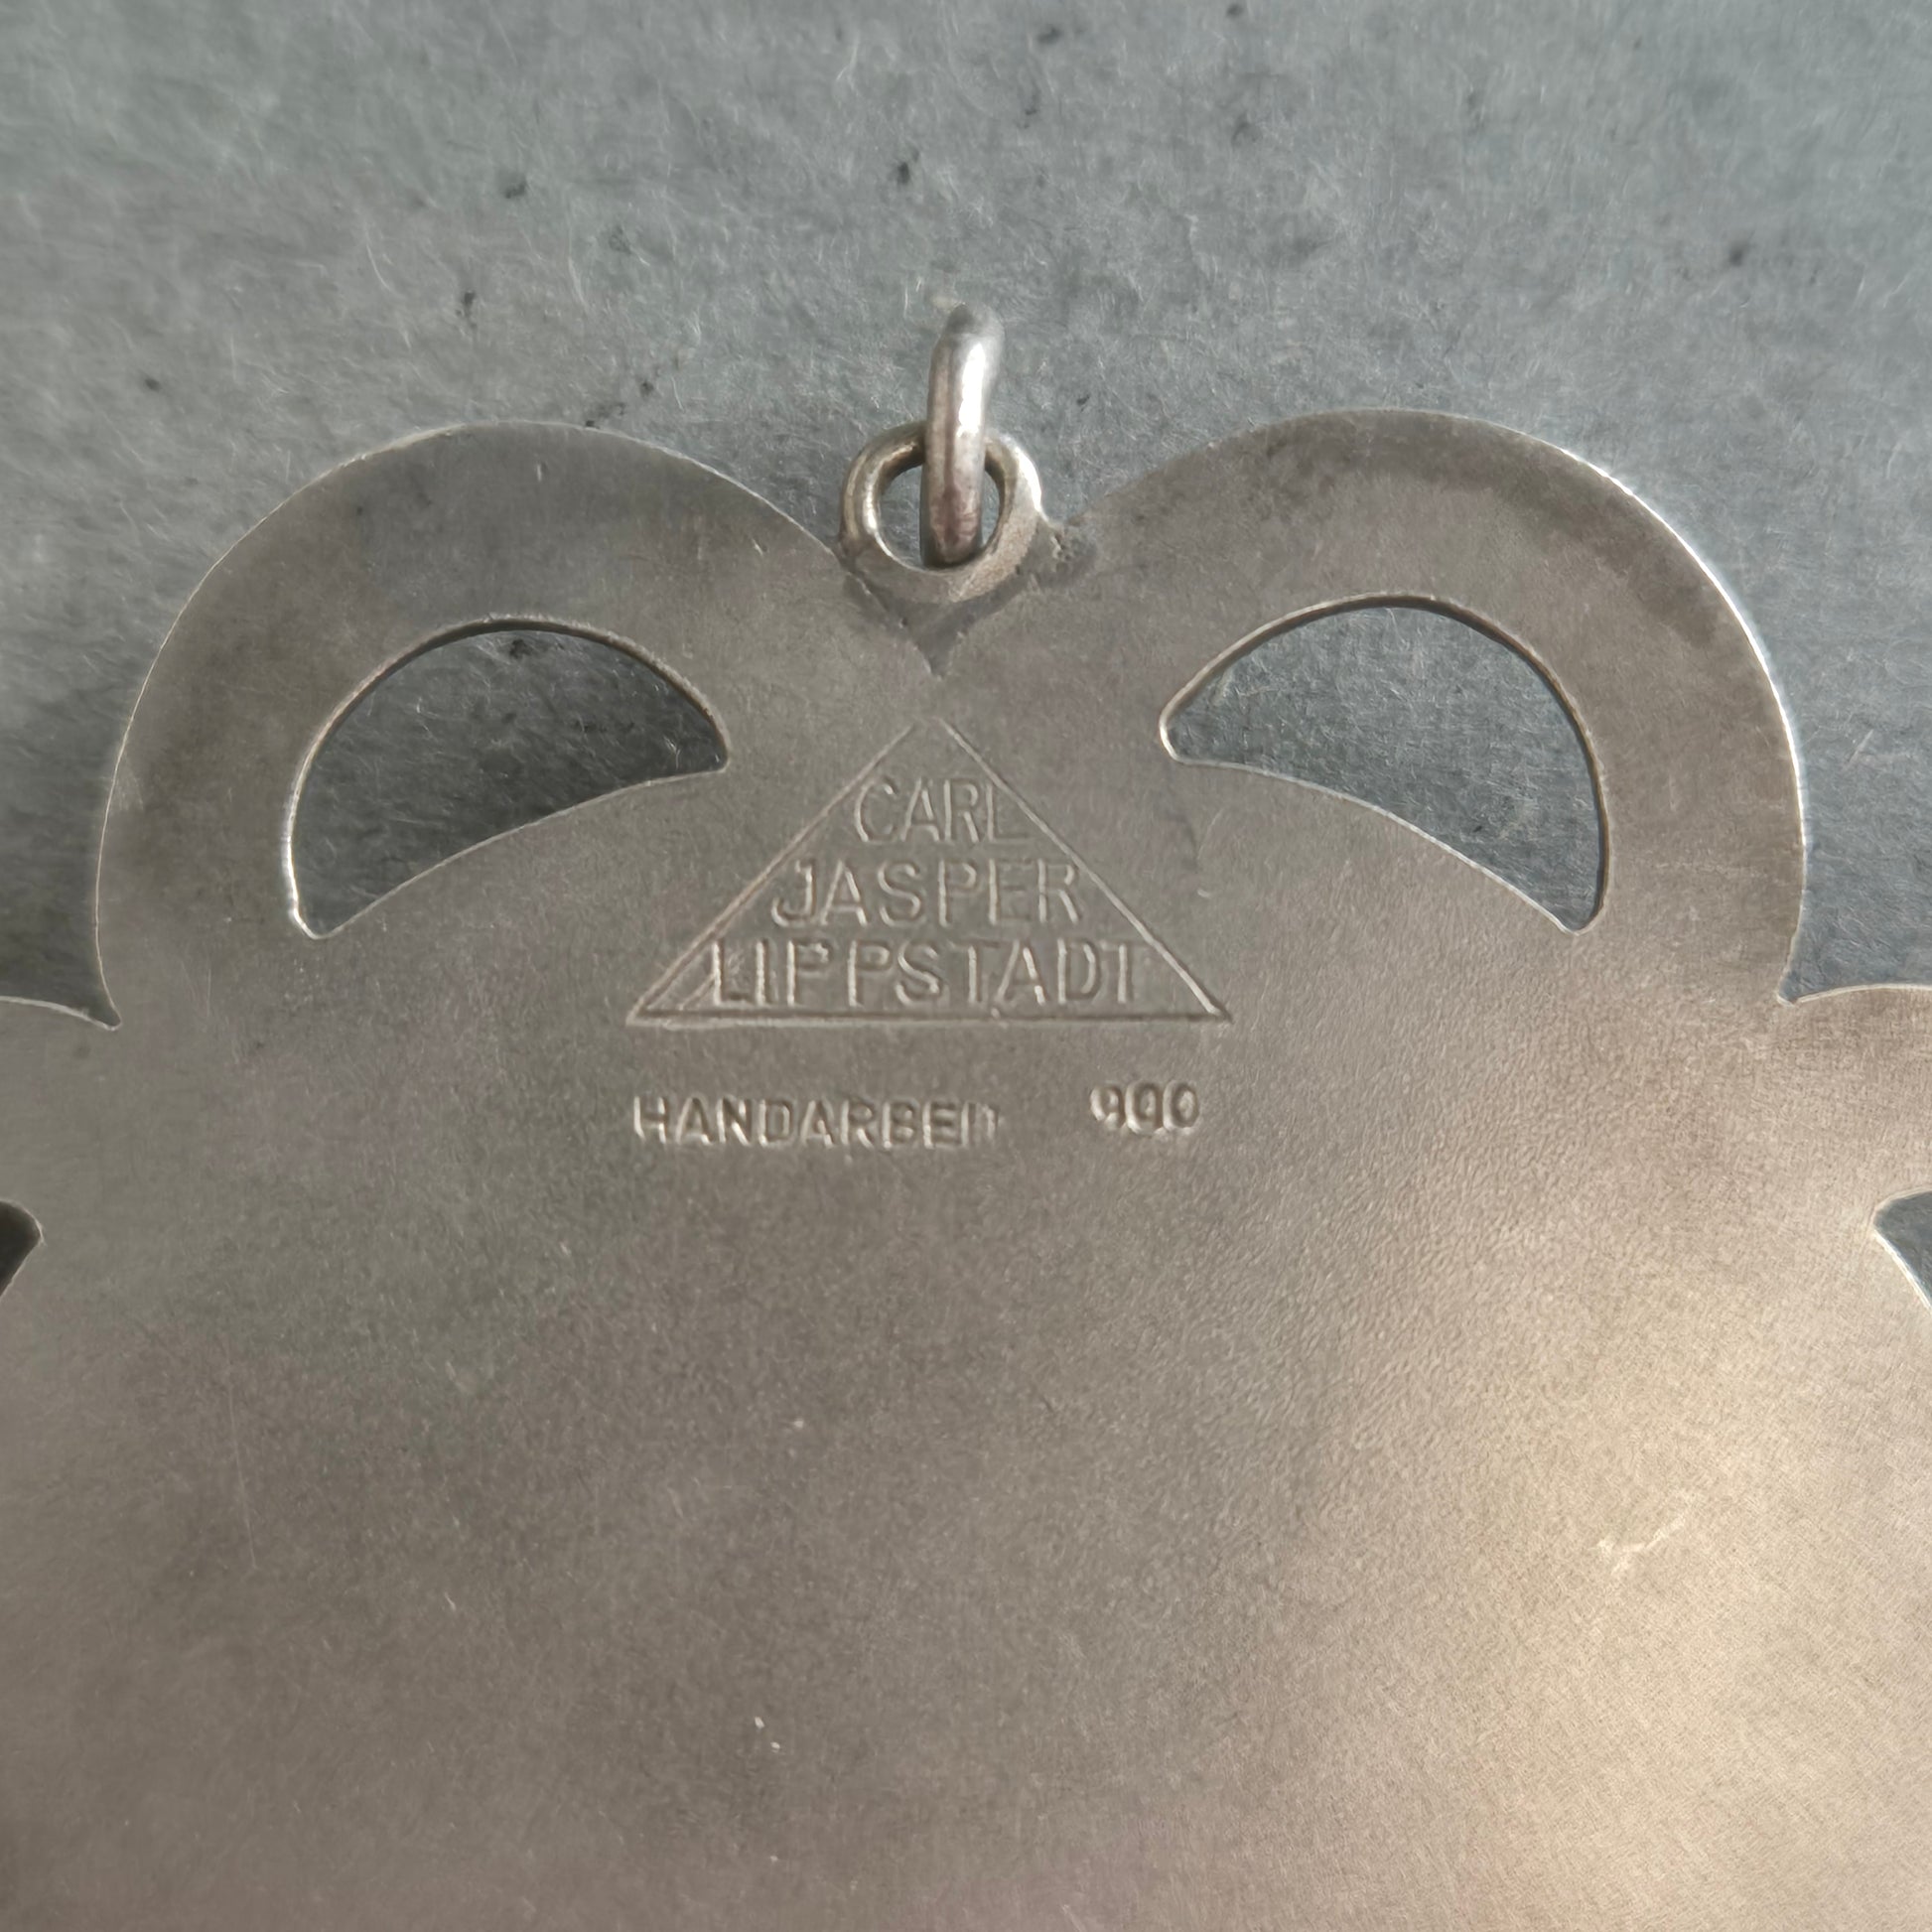 CARL
JASPER
LIPPSTADT
HANDARBEIT 900